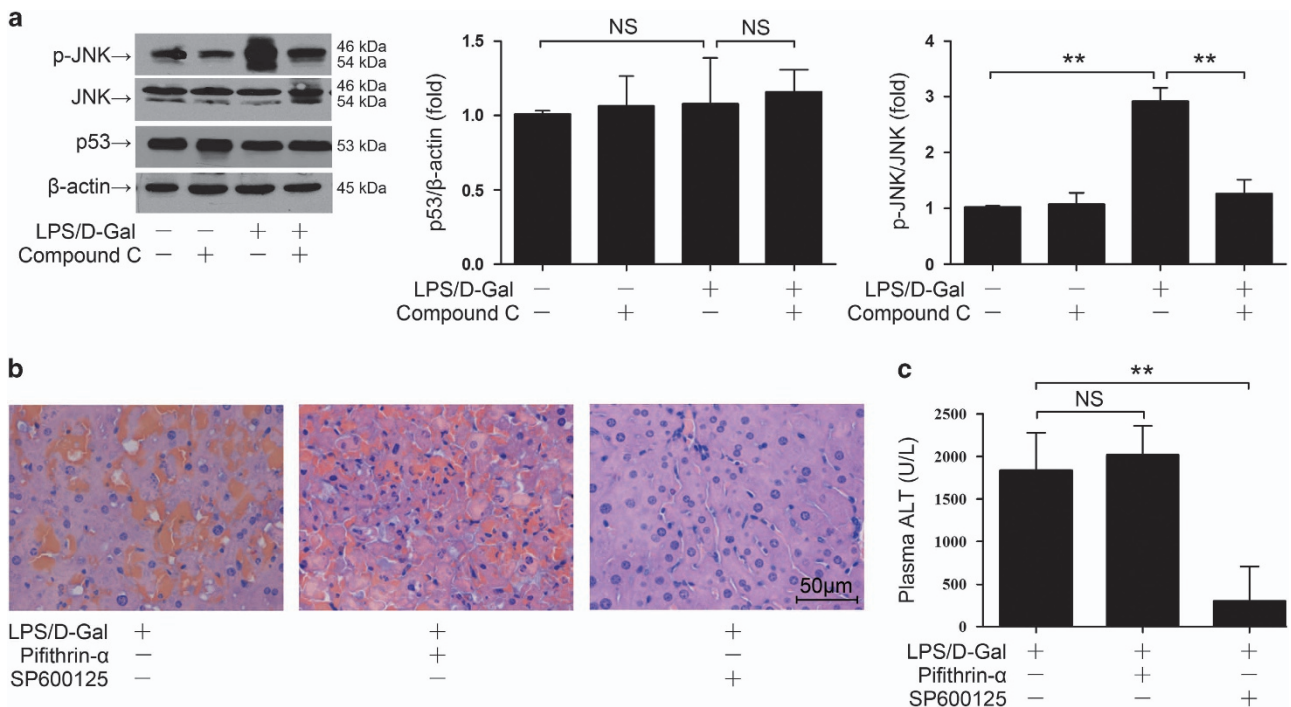 a
p-JNK→
46 kDa
54 kDa
JNK→
46 kDa
54 kDa
p53→
53 kDa
β-actin→
45 kDa
LPS/D-Gal − − + +
Compound C − + − +
NS NS
p53/β-actin (fold)
1.5
1.0
0.5
0.0
LPS/D-Gal − − + +
Compound C − + − +
** **
p-JNK/JNK (fold)
4
3
2
1
0
LPS/D-Gal − − + +
Compound C − + − +
b
50μm
LPS/D-Gal + + +
Pifithrin-α − + −
SP600125 − − +
c
**
NS
Plasma ALT (U/L)
2500
2000
1500
1000
500
0
LPS/D-Gal + + +
Pifithrin-α − + −
SP600125 − − +